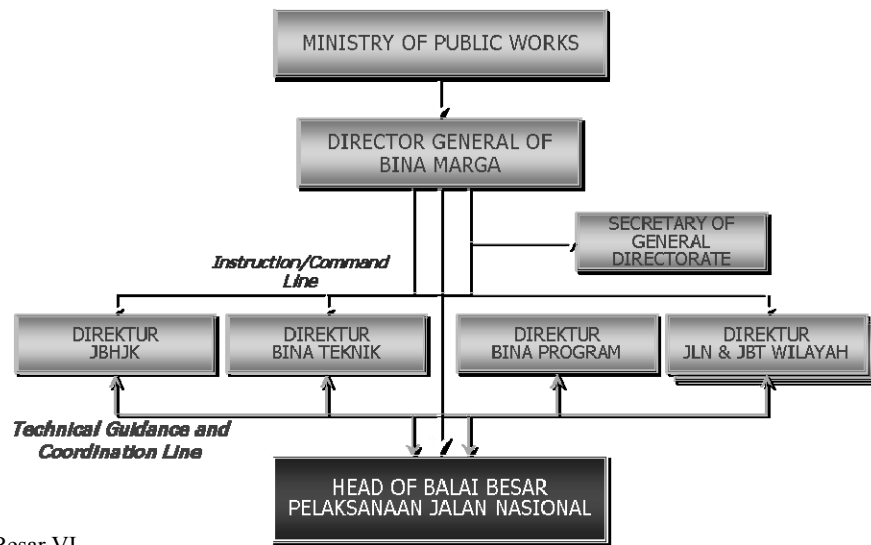 MINISTRY OF PUBLIC WORKS
DIRECTOR GENERAL OF
BINA MARGA
SECRETARY OF
GENERAL
DIRECTORATE
Instruction/Command
Line
DIREKTUR
JBHJK
DIREKTUR
BINA TEKNIK
DIREKTUR
BINA PROGRAM
DIREKTUR
JLN & JBT WILAYAH
Technical Guidance and
Coordination Line
HEAD OF BALAI BESAR
PELAKSANAAN JALAN NASIONAL